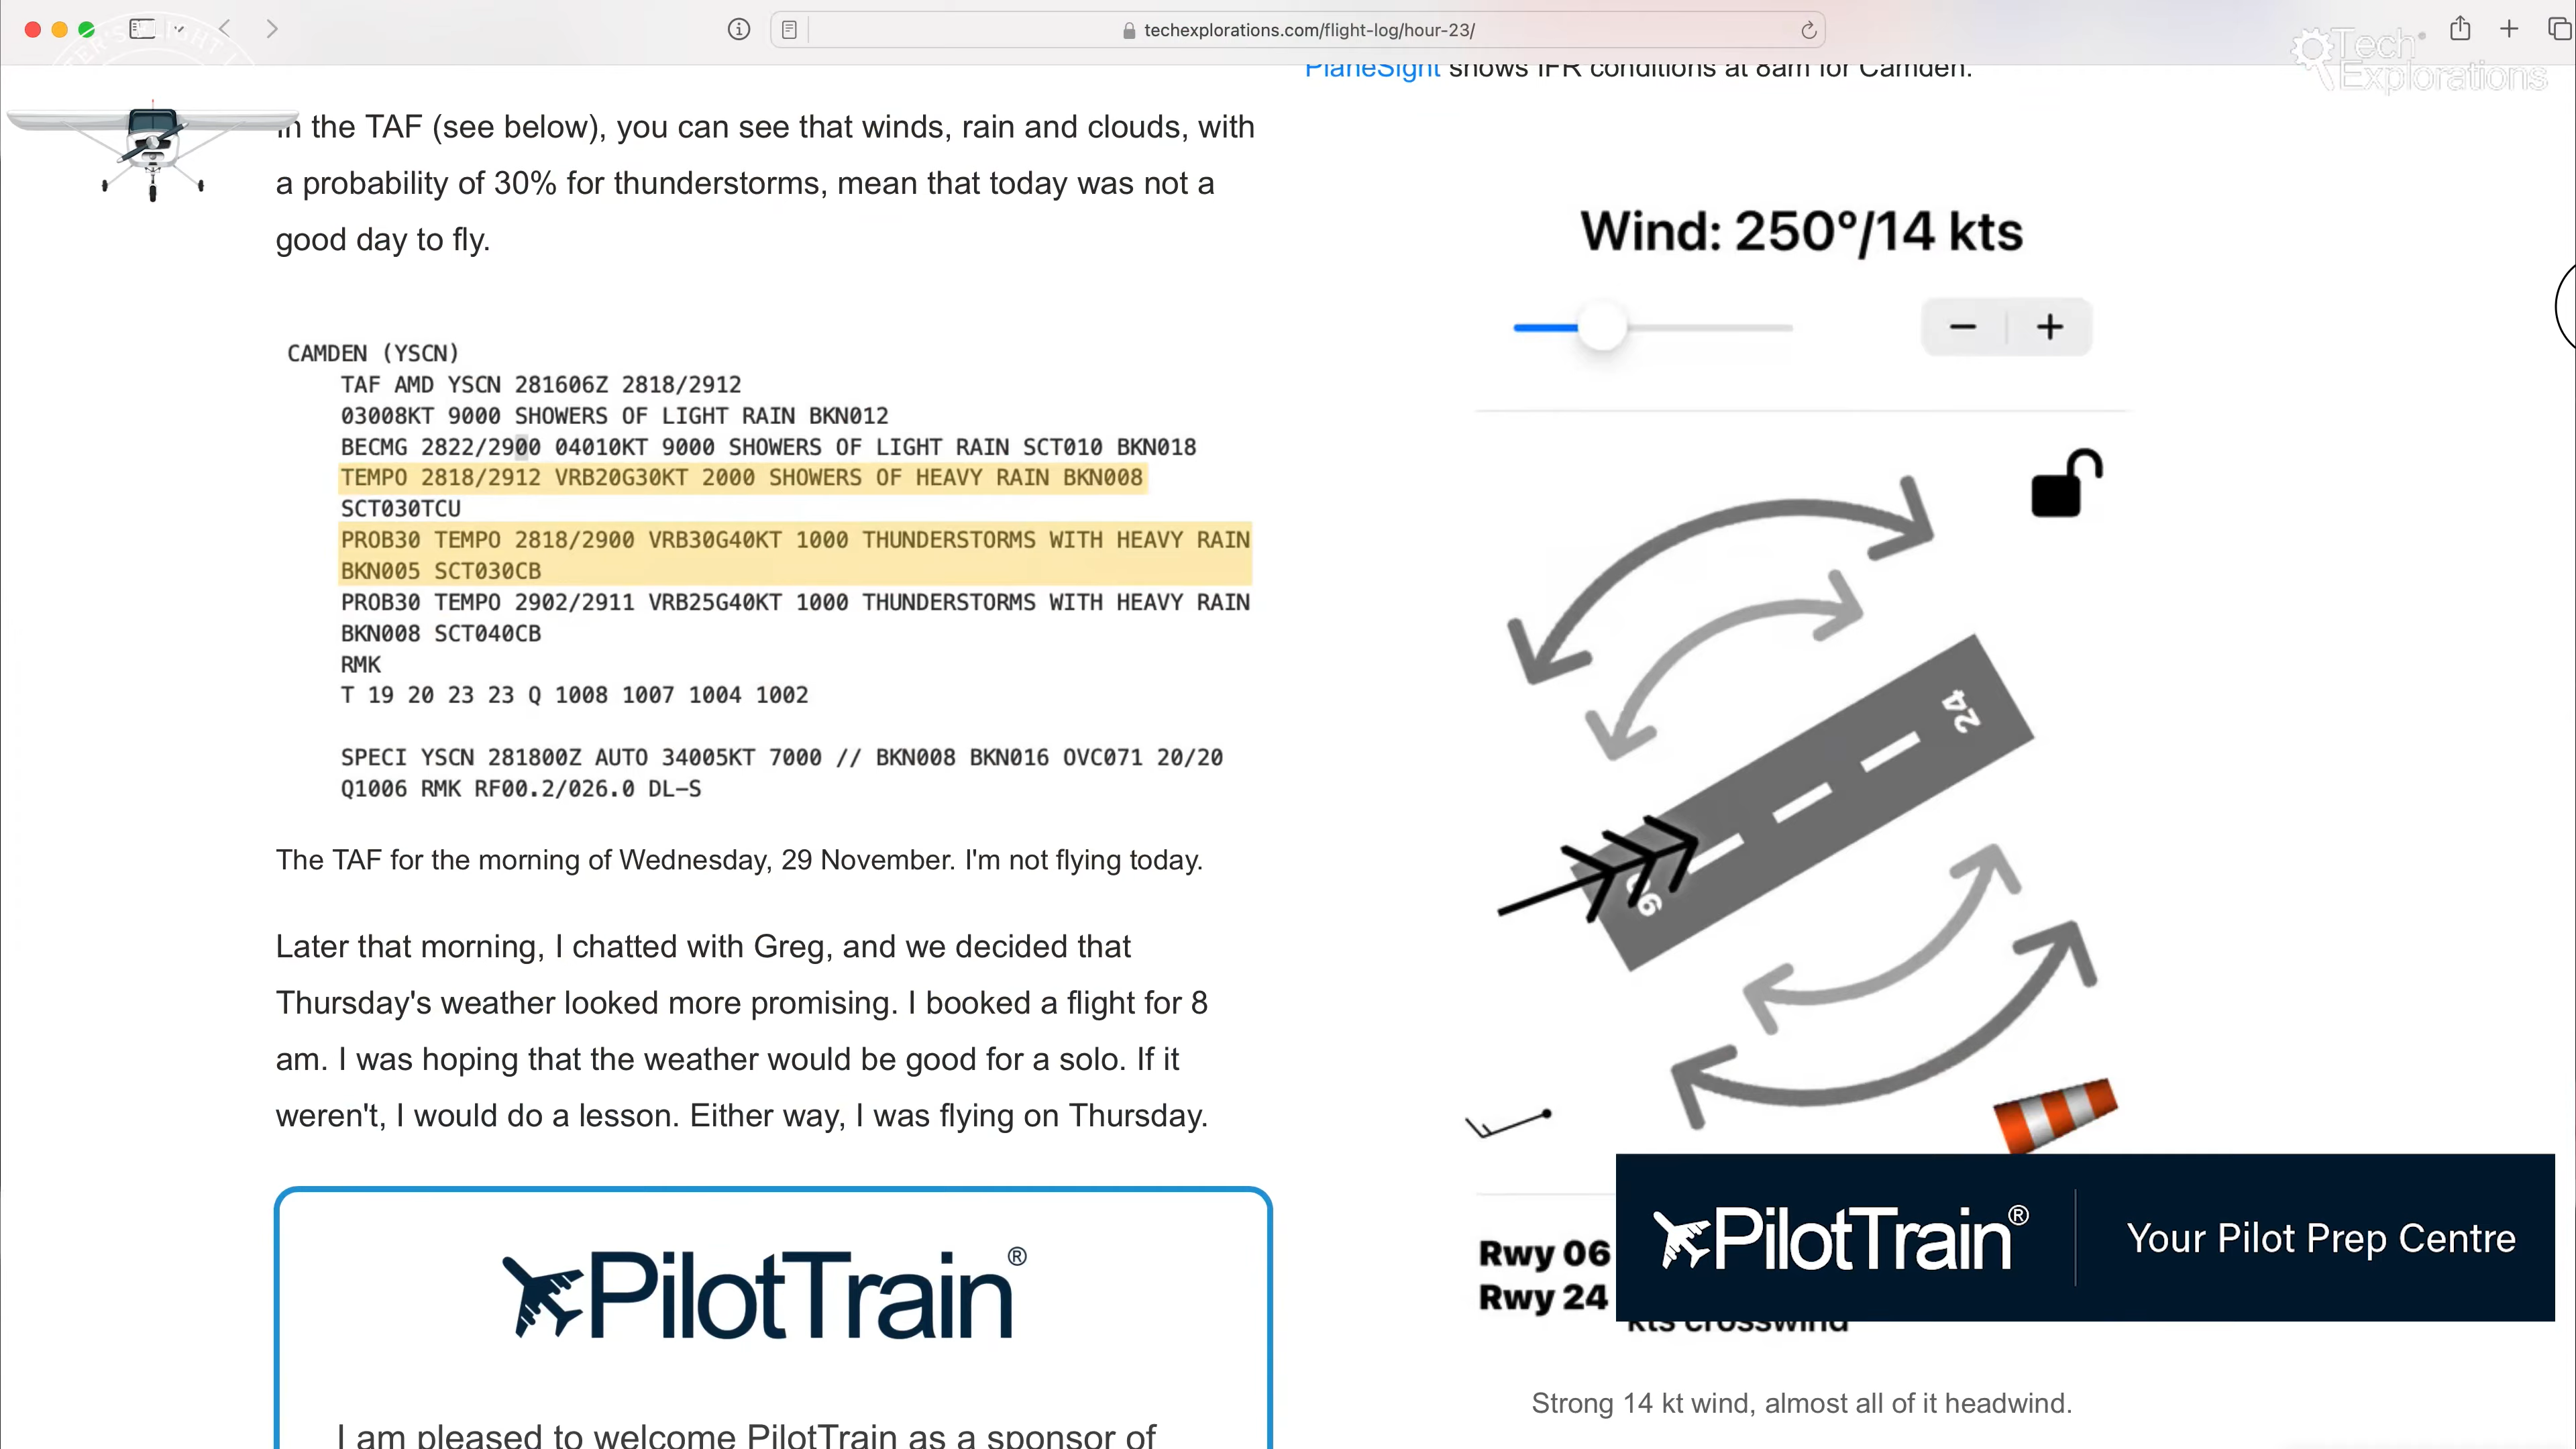 techexplorations.com/flight-log/hour-23/
Tech
Explorations
In the TAF (see below), you can see that winds, rain and clouds, with
a probability of 30% for thunderstorms, mean that today was not a
good day to fly.
CAMDEN (YSCN)
TAF AMD YSCN 281606Z 2818/2912
03008KT 9000 SHOWERS OF LIGHT RAIN BKN012
BECMG 2822/2900 04010KT 9000 SHOWERS OF LIGHT RAIN SCT010 BKN018
TEMPO 2818/2912 VRB20G30KT 2000 SHOWERS OF HEAVY RAIN BKN008
SCT030TCU
PROB30 TEMPO 2818/2900 VRB30G40KT 1000 THUNDERSTORMS WITH HEAVY RAIN
BKN005 SCT030CB
PROB30 TEMPO 2902/2911 VRB25G40KT 1000 THUNDERSTORMS WITH HEAVY RAIN
BKN008 SCT040CB
RMK
T 19 20 23 23 Q 1008 1007 1004 1002
SPECI YSCN 281800Z AUTO 34005KT 7000 // BKN008 BKN016 OVC071 20/20
Q1006 RMK RF00.2/026.0 DL-S
The TAF for the morning of Wednesday, 29 November. I'm not flying today.
Later that morning, I chatted with Greg, and we decided that
Thursday's weather looked more promising. I booked a flight for 8
am. I was hoping that the weather would be good for a solo. If it
weren't, I would do a lesson. Either way, I was flying on Thursday.
PilotTrain®
I am pleased to welcome PilotTrain as a sponsor of
PlaneSight shows IFR conditions at 8am for Camden.
Wind: 250°/14 kts
24
06
Rwy 06
Rwy 24
kts crosswind
PilotTrain® Your Pilot Prep Centre
Strong 14 kt wind, almost all of it headwind.